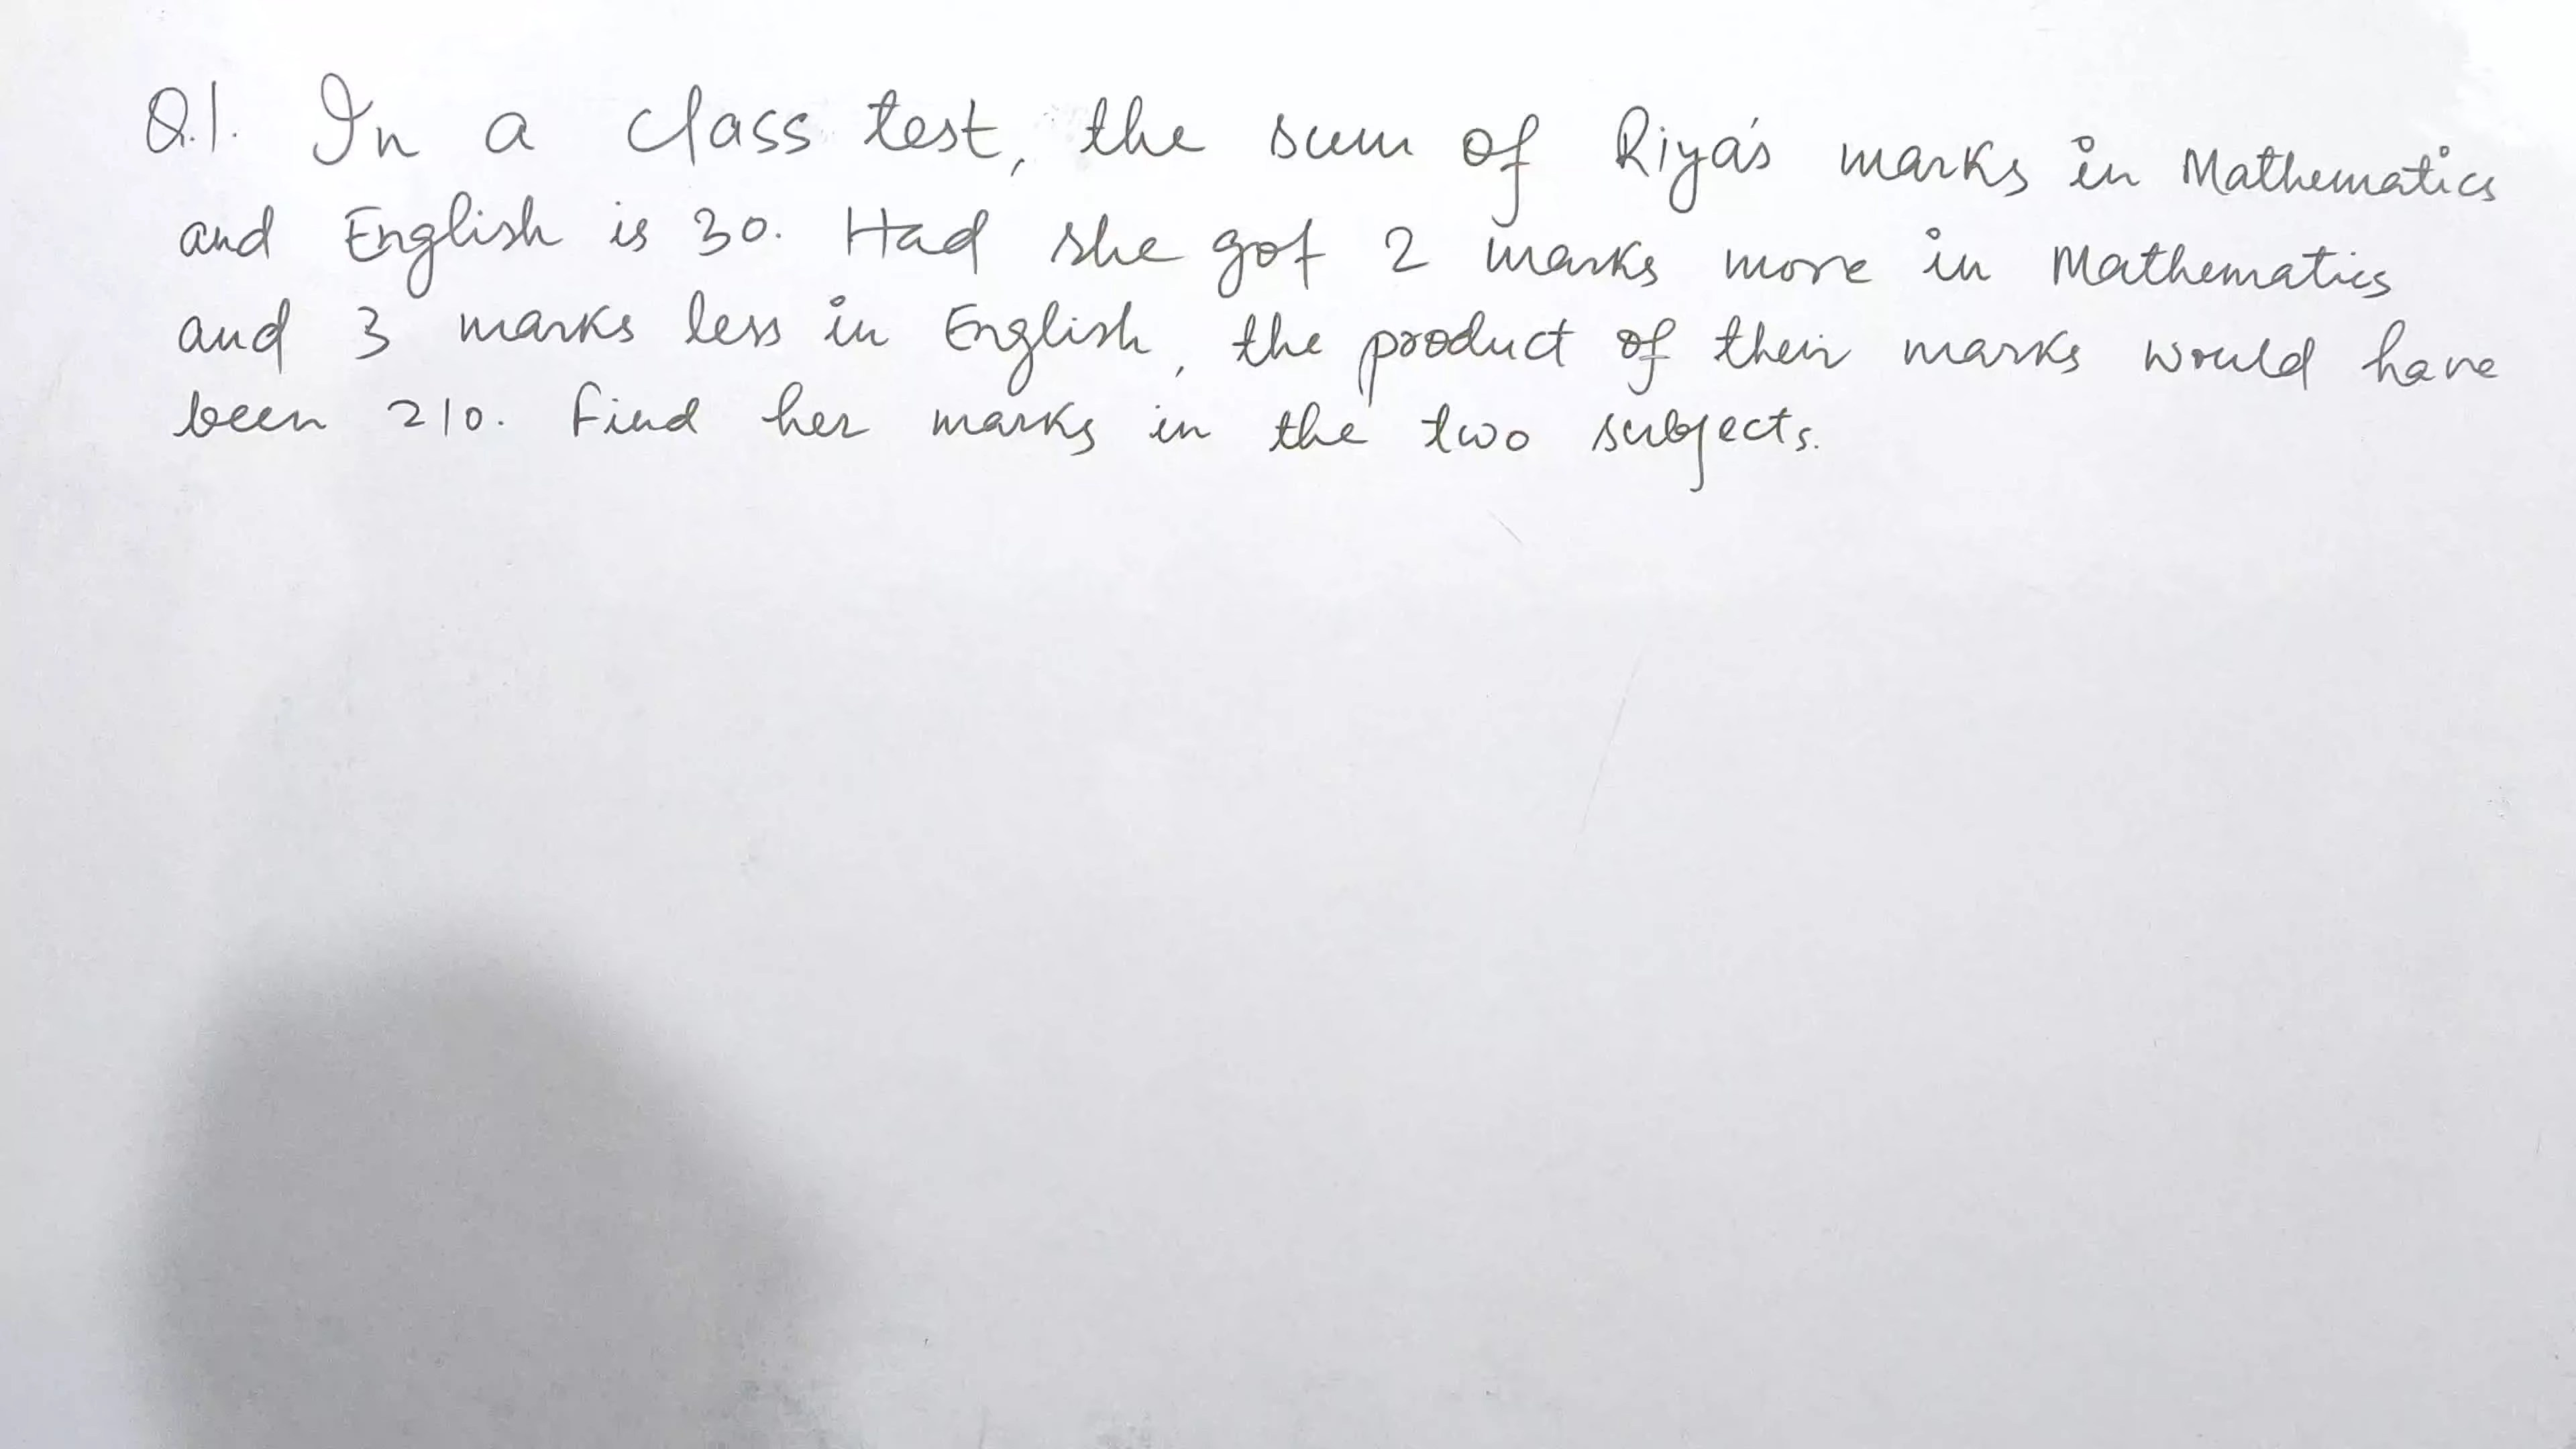 Q.1. In a class test, the sum of Riya's marks in Mathematics
and English is 30. Had she got 2 marks more in Mathematics
and 3 marks less in English, the product of their marks would have
been 210. Find her marks in the two subjects.